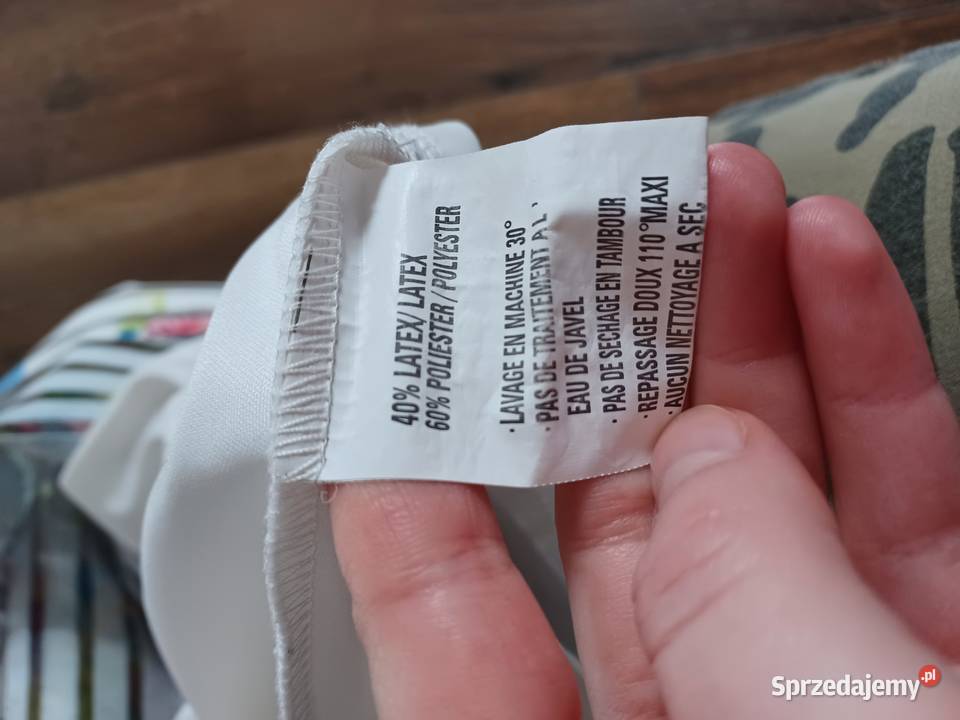 40% LATEX/ LATEX
60% POLIESTER / POLYESTER
· LAVAGE EN MACHINE 30°
· PAS DE TRAITEMENT A L'
EAU DE JAVEL
· PAS DE SECHAGE EN TAMBOUR
· REPASSAGE DOUX 110 °MAXI
· AUCUN NETTOYAGE A SEC
Sprzedajemy.pl